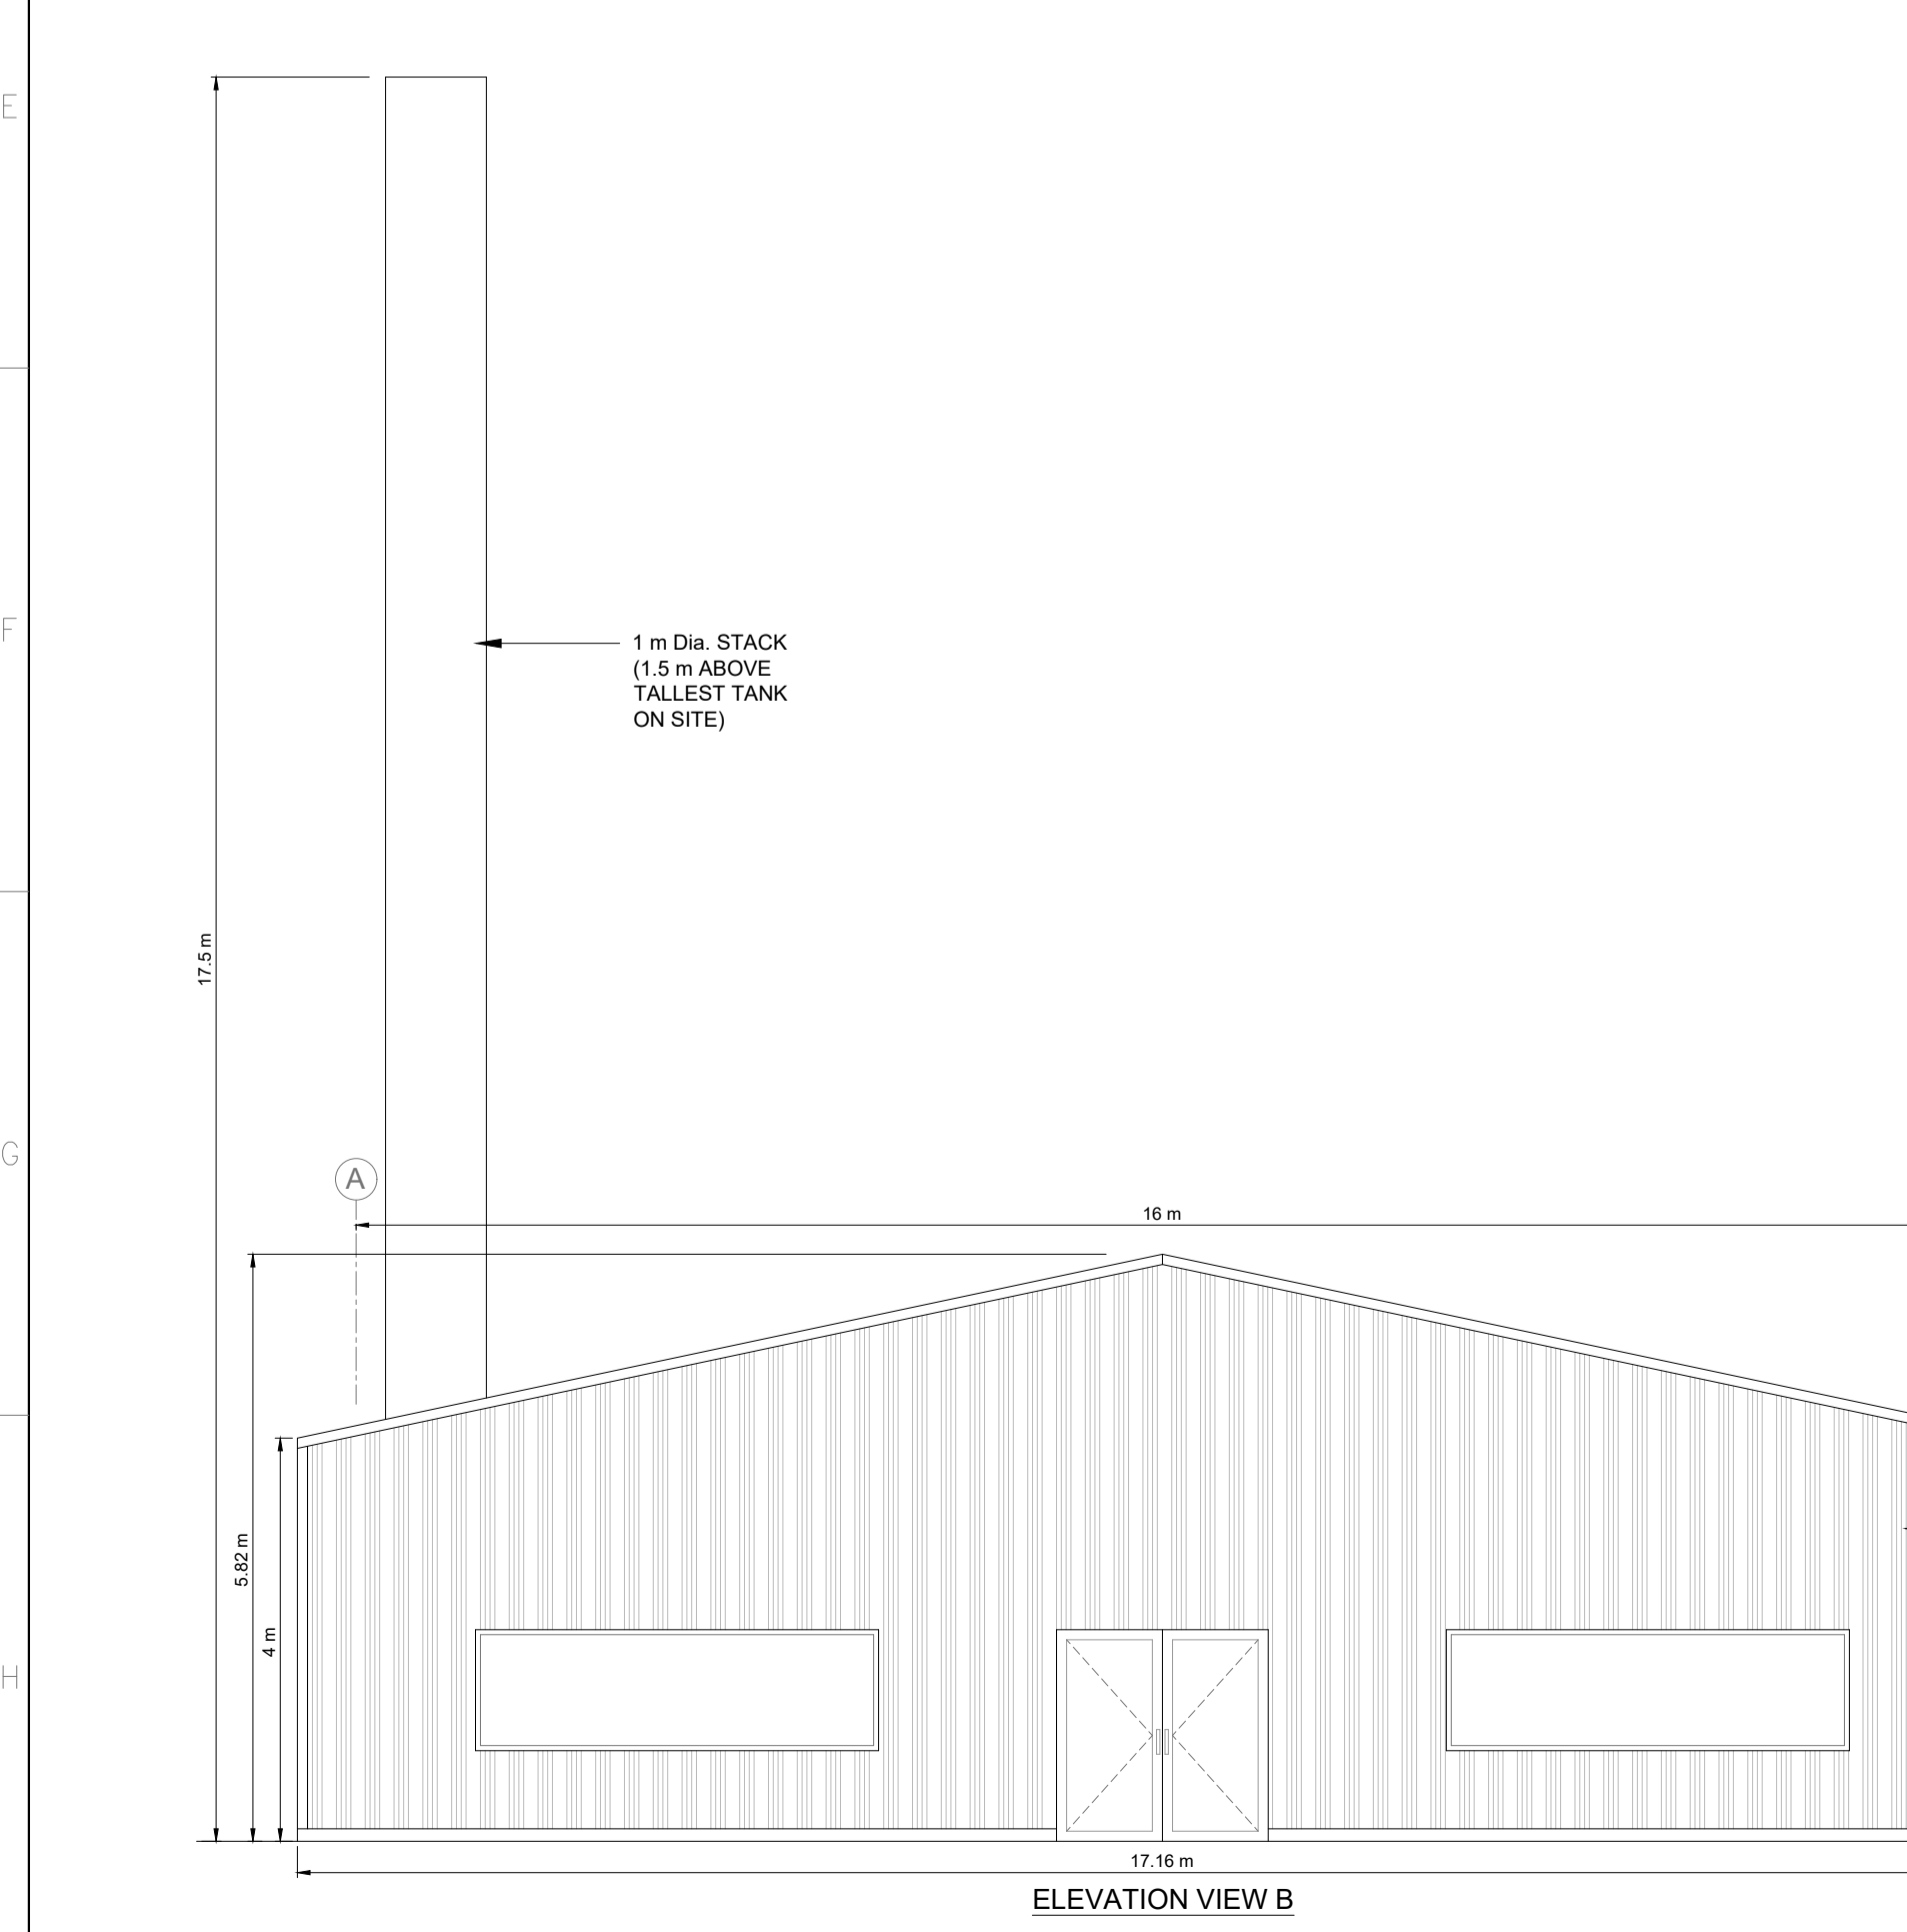 E
F
1 m Dia. STACK
(1.5 m ABOVE
TALLEST TANK
ON SITE)
17.5 m
G
A
16 m
5.82 m
4 m
H
17.16 m
ELEVATION VIEW B